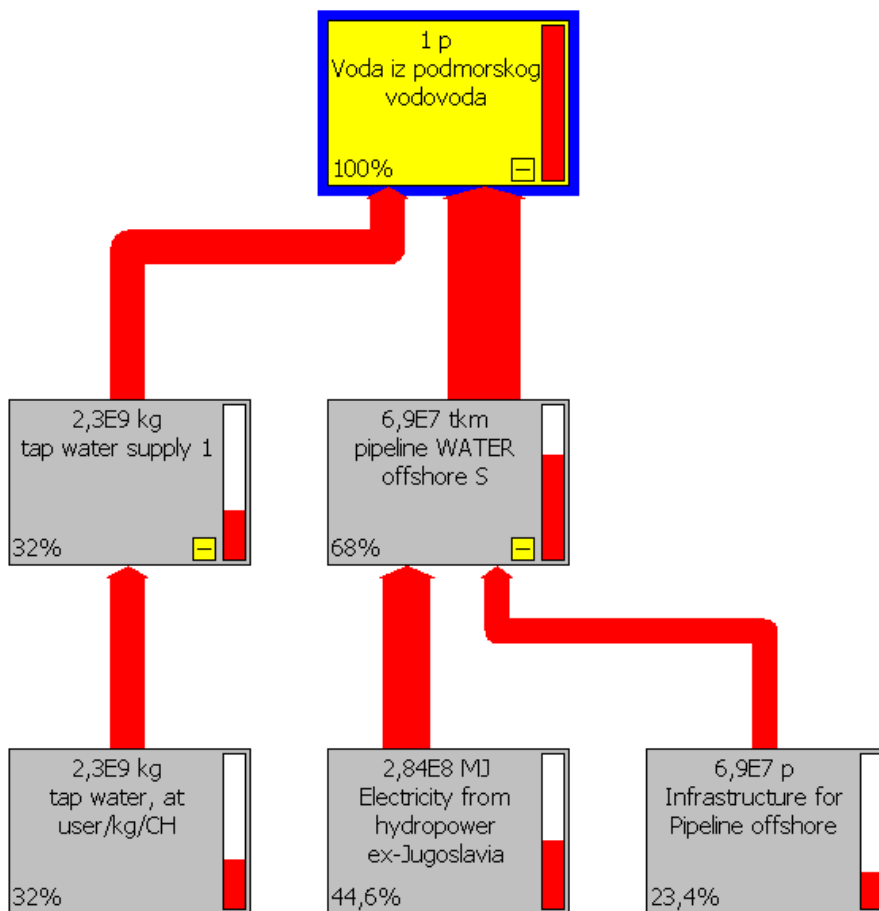 1 p
Voda iz podmorskog
vodovoda
100%
2,3E9 kg
tap water supply 1
32%
6,9E7 tkm
pipeline WATER
offshore S
68%
2,3E9 kg
tap water, at
user/kg/CH
32%
2,84E8 MJ
Electricity from
hydropower
ex-Jugoslavia
44,6%
6,9E7 p
Infrastructure for
Pipeline offshore
23,4%